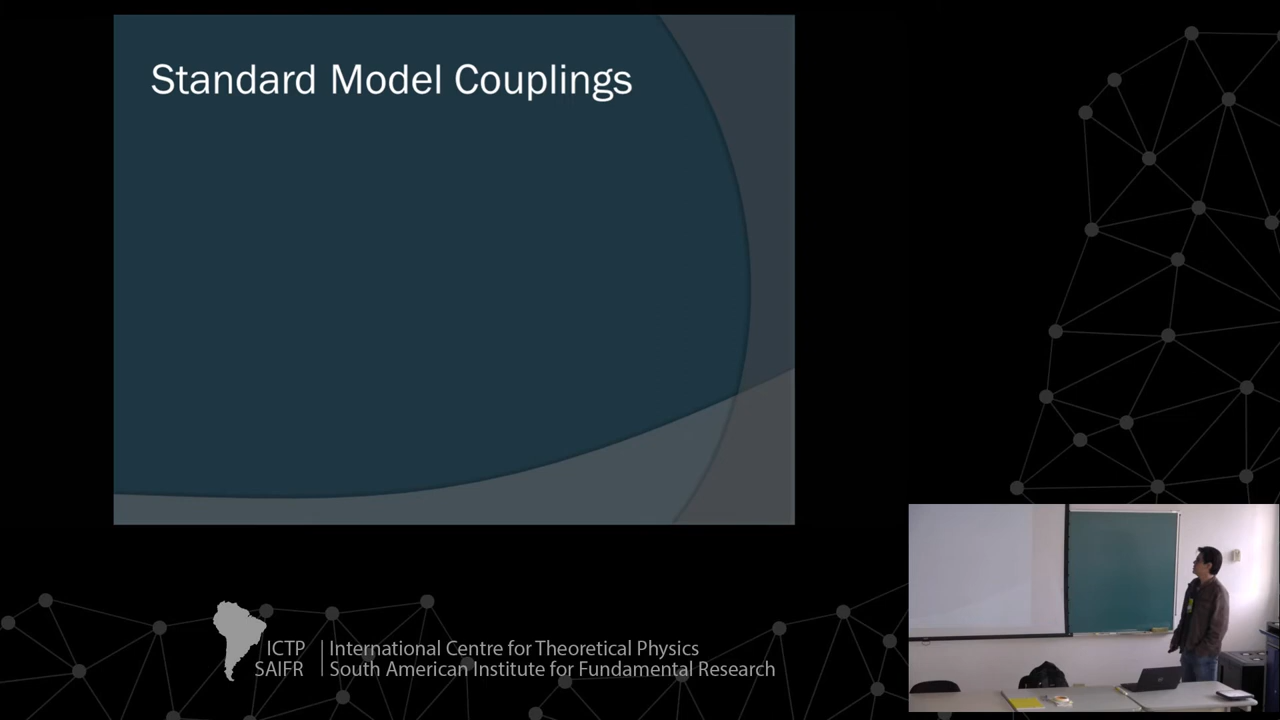 Standard Model Couplings
ICTP
SAIFR
International Centre for Theoretical Physics
South American Institute for Fundamental Research